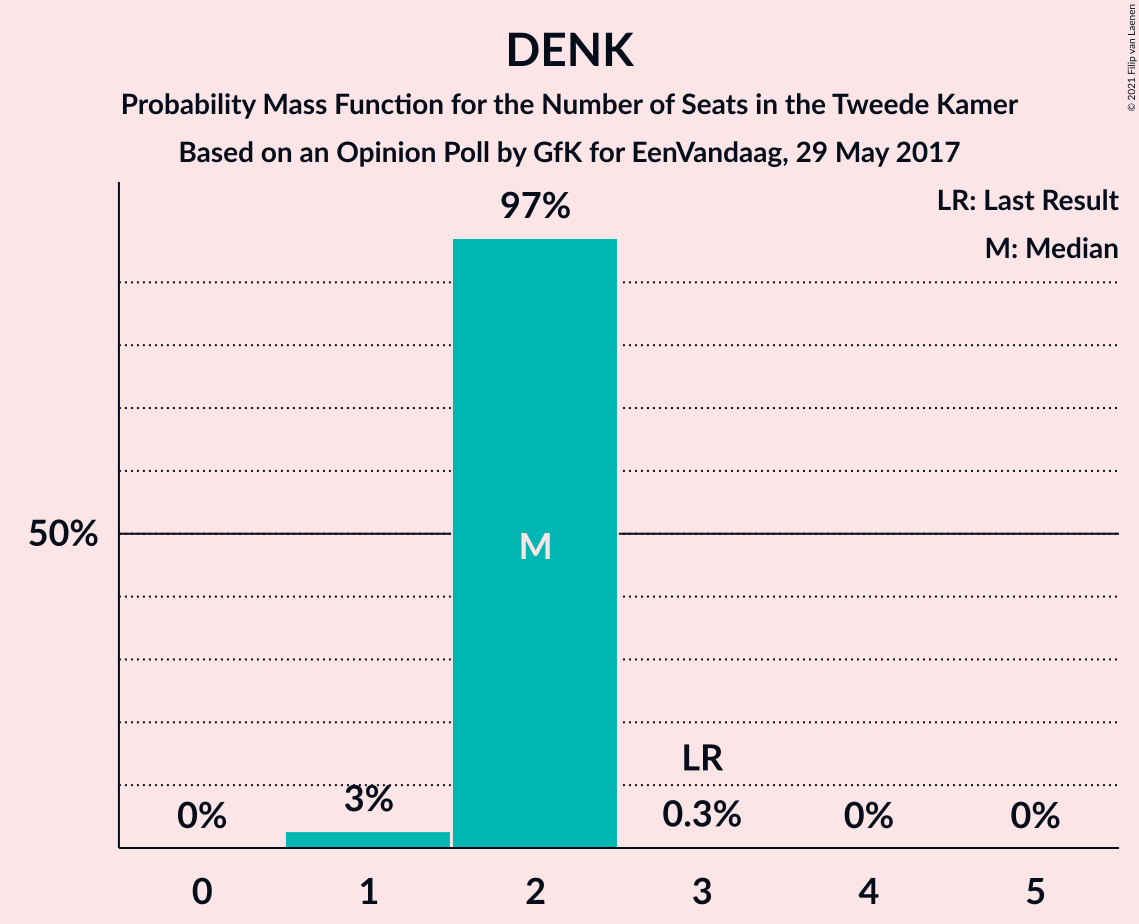 DENK
Probability Mass Function for the Number of Seats in the Tweede Kamer
Based on an Opinion Poll by GfK for EenVandaag, 29 May 2017
© 2021 Filip van Laenen
LR: Last Result
M: Median
97%
50%
M
LR
0%
3%
0.3%
0%
0%
0 1 2 3 4 5